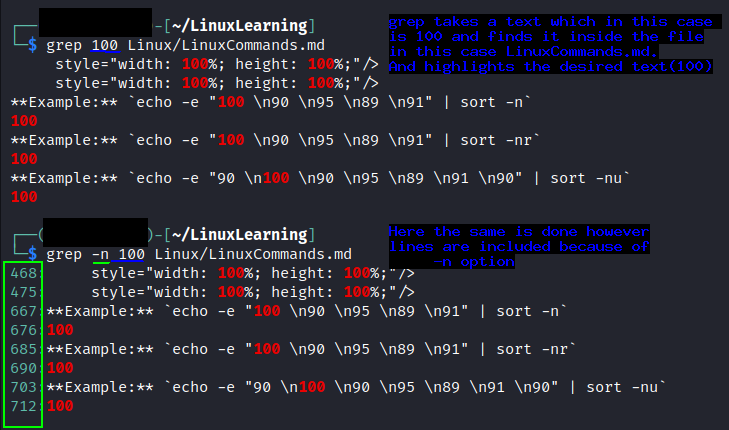 )-[~/LinuxLearning]
$ grep 100 Linux/LinuxCommands.md
style="width: 100%; height: 100%;"/>
style="width: 100%; height: 100%;"/>
**Example:** `echo -e "100 \n90 \n95 \n89 \n91" | sort -n`
100
**Example:** `echo -e "100 \n90 \n95 \n89 \n91" | sort -nr`
100
**Example:** `echo -e "90 \n100 \n90 \n95 \n89 \n91 \n90" | sort -nu`
100
grep takes a text which in this case
is 100 and finds it inside the file
in this case LinuxCommands.md.
And highlights the desired text(100)
()-[~/LinuxLearning]
$ grep -n 100 Linux/LinuxCommands.md
468: style="width: 100%; height: 100%;"/>
475: style="width: 100%; height: 100%;"/>
667:**Example:** `echo -e "100 \n90 \n95 \n89 \n91" | sort -n`
676:100
685:**Example:** `echo -e "100 \n90 \n95 \n89 \n91" | sort -nr`
690:100
703:**Example:** `echo -e "90 \n100 \n90 \n95 \n89 \n91 \n90" | sort -nu`
712:100
Here the same is done however
lines are included because of
-n option